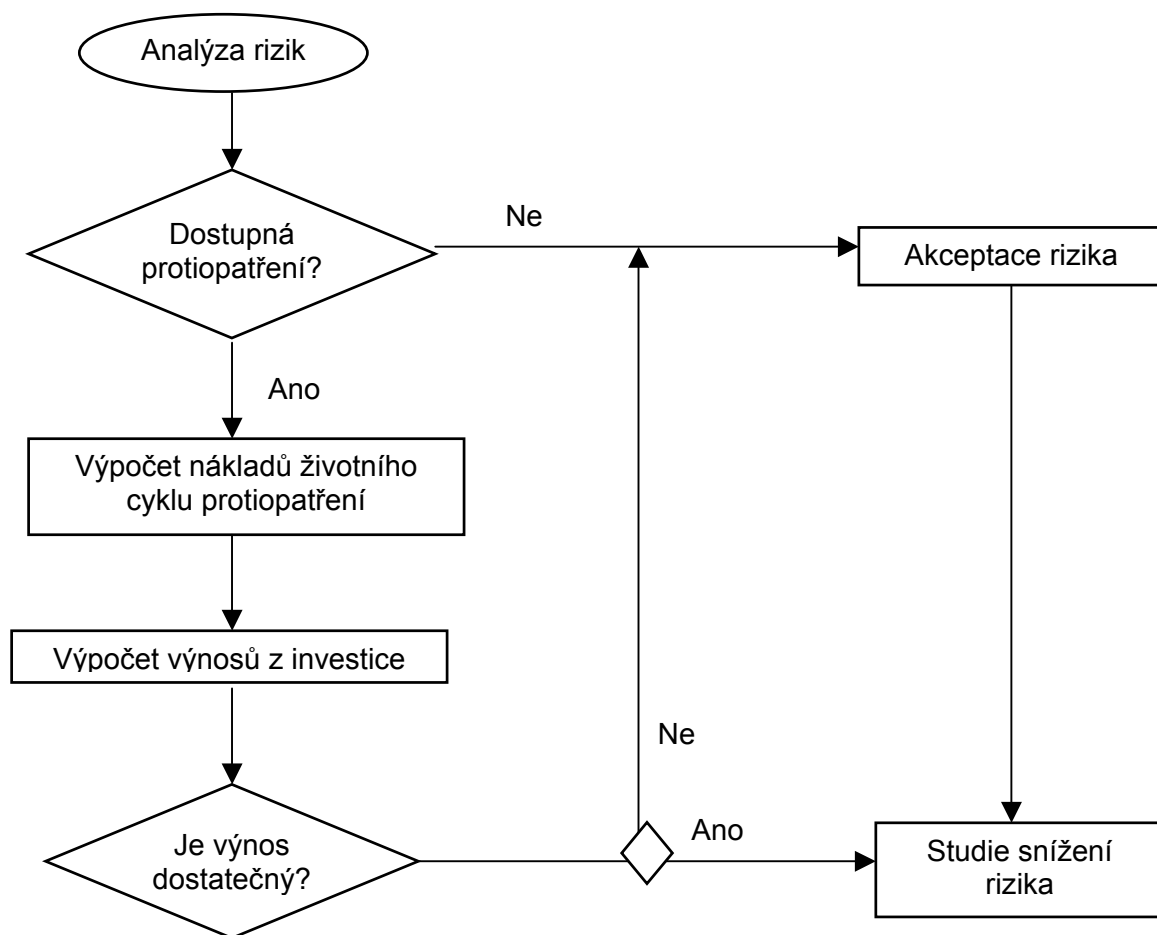 Analýza rizik
Ne
Dostupná
protiopatření?
Akceptace rizika
Ano
Výpočet nákladů životního
cyklu protiopatření
Výpočet výnosů z investice
Ne
Ano
Je výnos
dostatečný?
Studie snížení
rizika